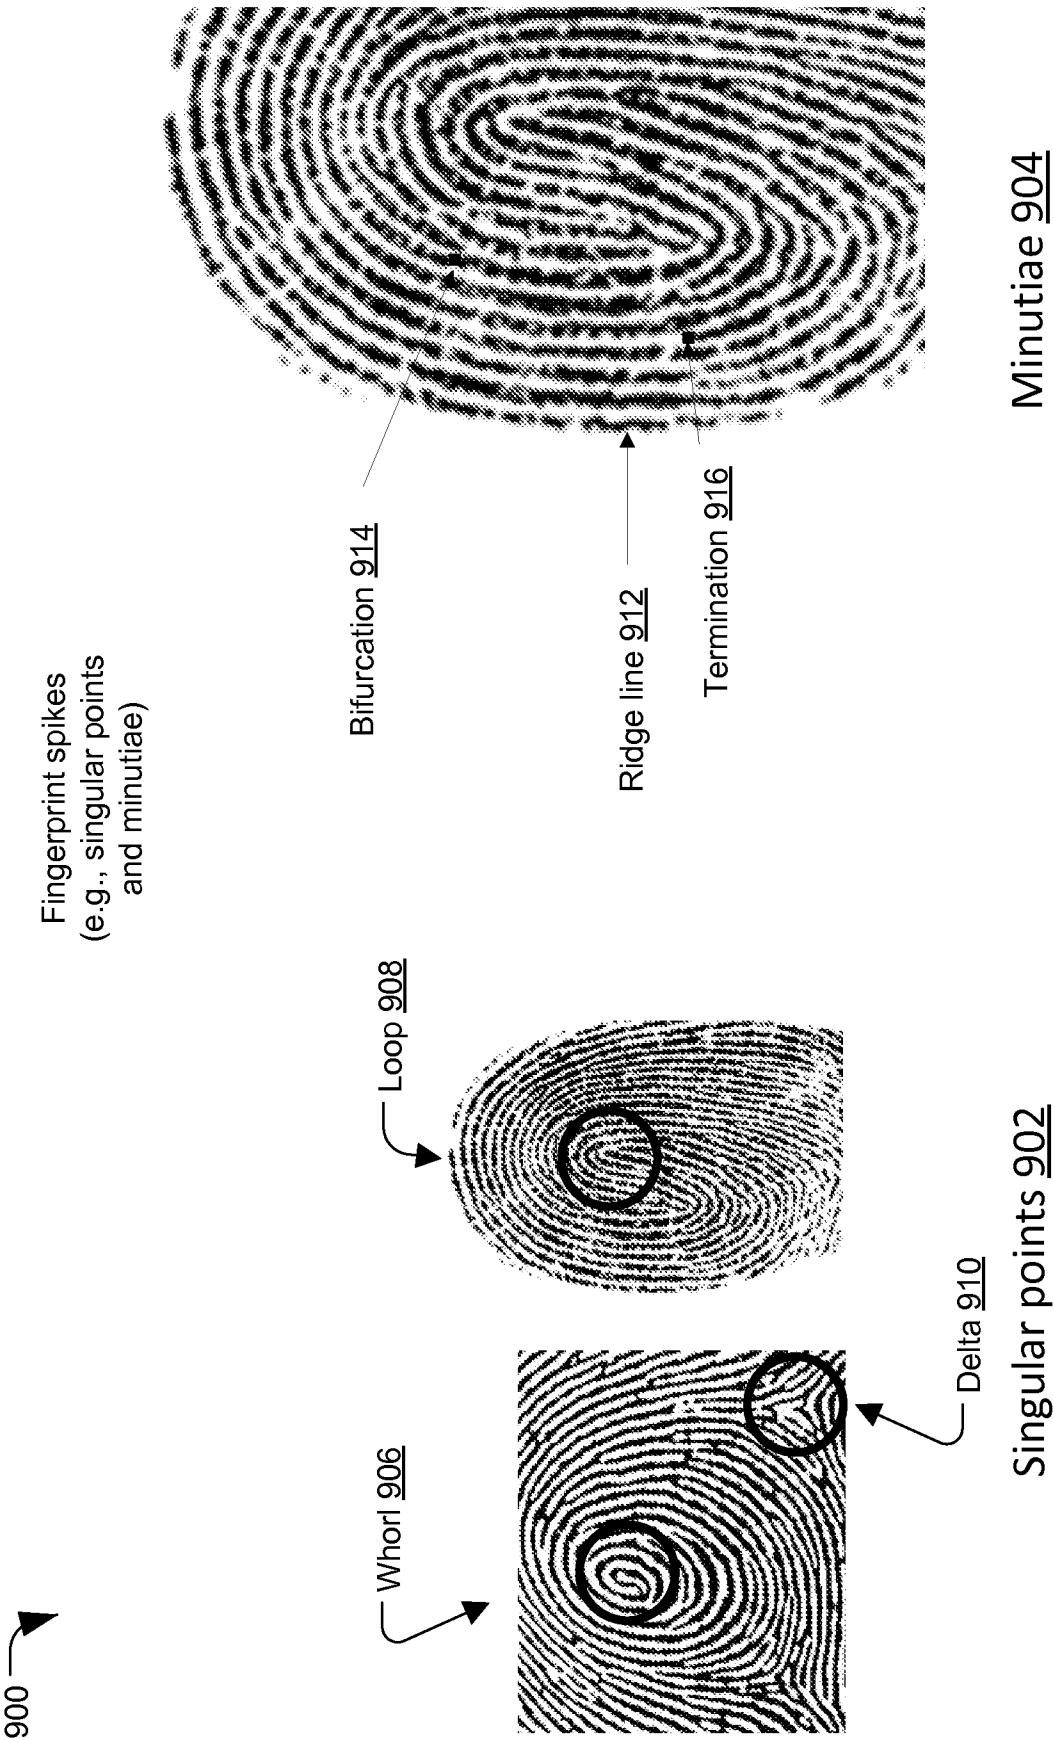 900
Fingerprint spikes
(e.g., singular points
and minutiae)
Whorl 906
Loop 908
Delta 910
Singular points 902
Bifurcation 914
Ridge line 912
Termination 916
Minutiae 904